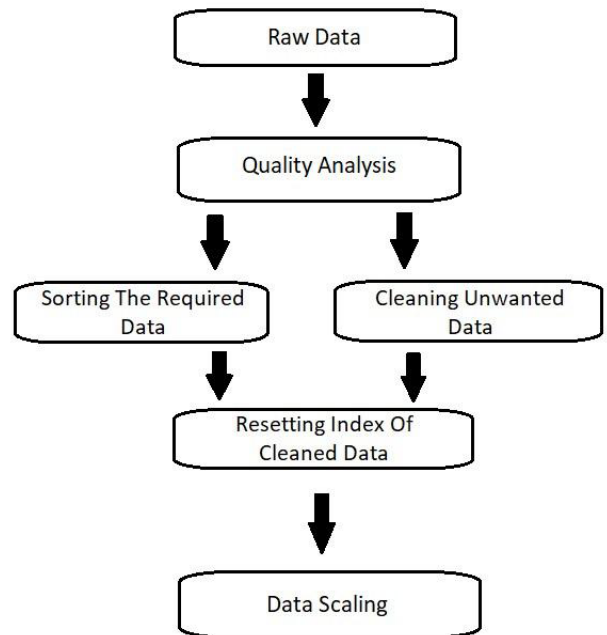 Raw Data
Quality Analysis
Sorting The Required
Data
Cleaning Unwanted
Data
Resetting Index Of
Cleaned Data
Data Scaling